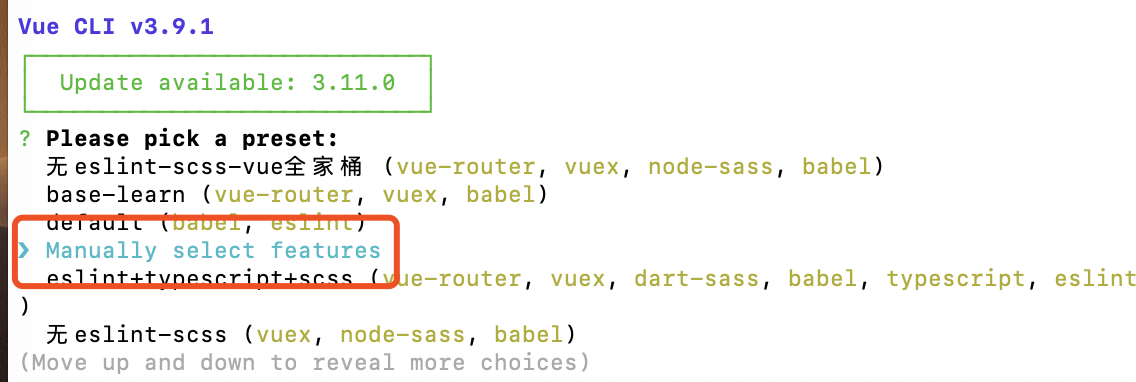 Vue CLI v3.9.1
Update available: 3.11.0
? Please pick a preset:
无eslint-scss-vue全家桶 (vue-router, vuex, node-sass, babel)
base-learn (vue-router, vuex, babel)
default (babel, eslint)
❯ Manually select features
eslint+typescript+scss (vue-router, vuex, dart-sass, babel, typescript, eslint
)
无eslint-scss (vuex, node-sass, babel)
(Move up and down to reveal more choices)